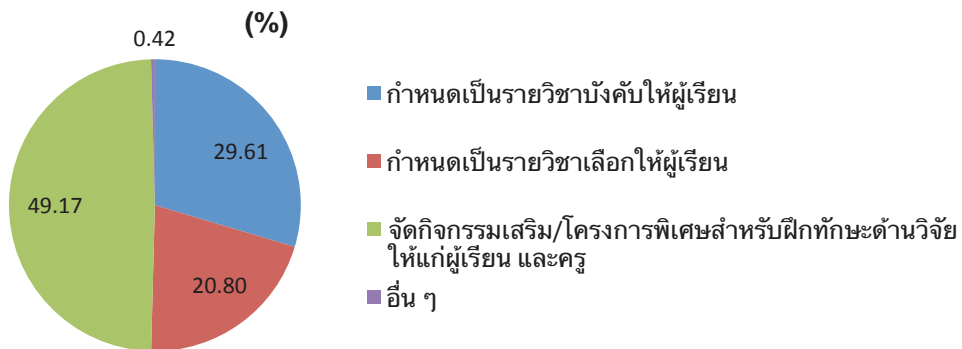 (%)
0.42
29.61
49.17
20.80
กำหนดเป็นรายวิชาบังคับให้ผู้เรียน
กำหนดเป็นรายวิชาเลือกให้ผู้เรียน
จัดกิจกรรมเสริม/โครงการพิเศษสำหรับฝึกทักษะด้านวิจัย
ให้แก่ผู้เรียน และครู
อื่น ๆ